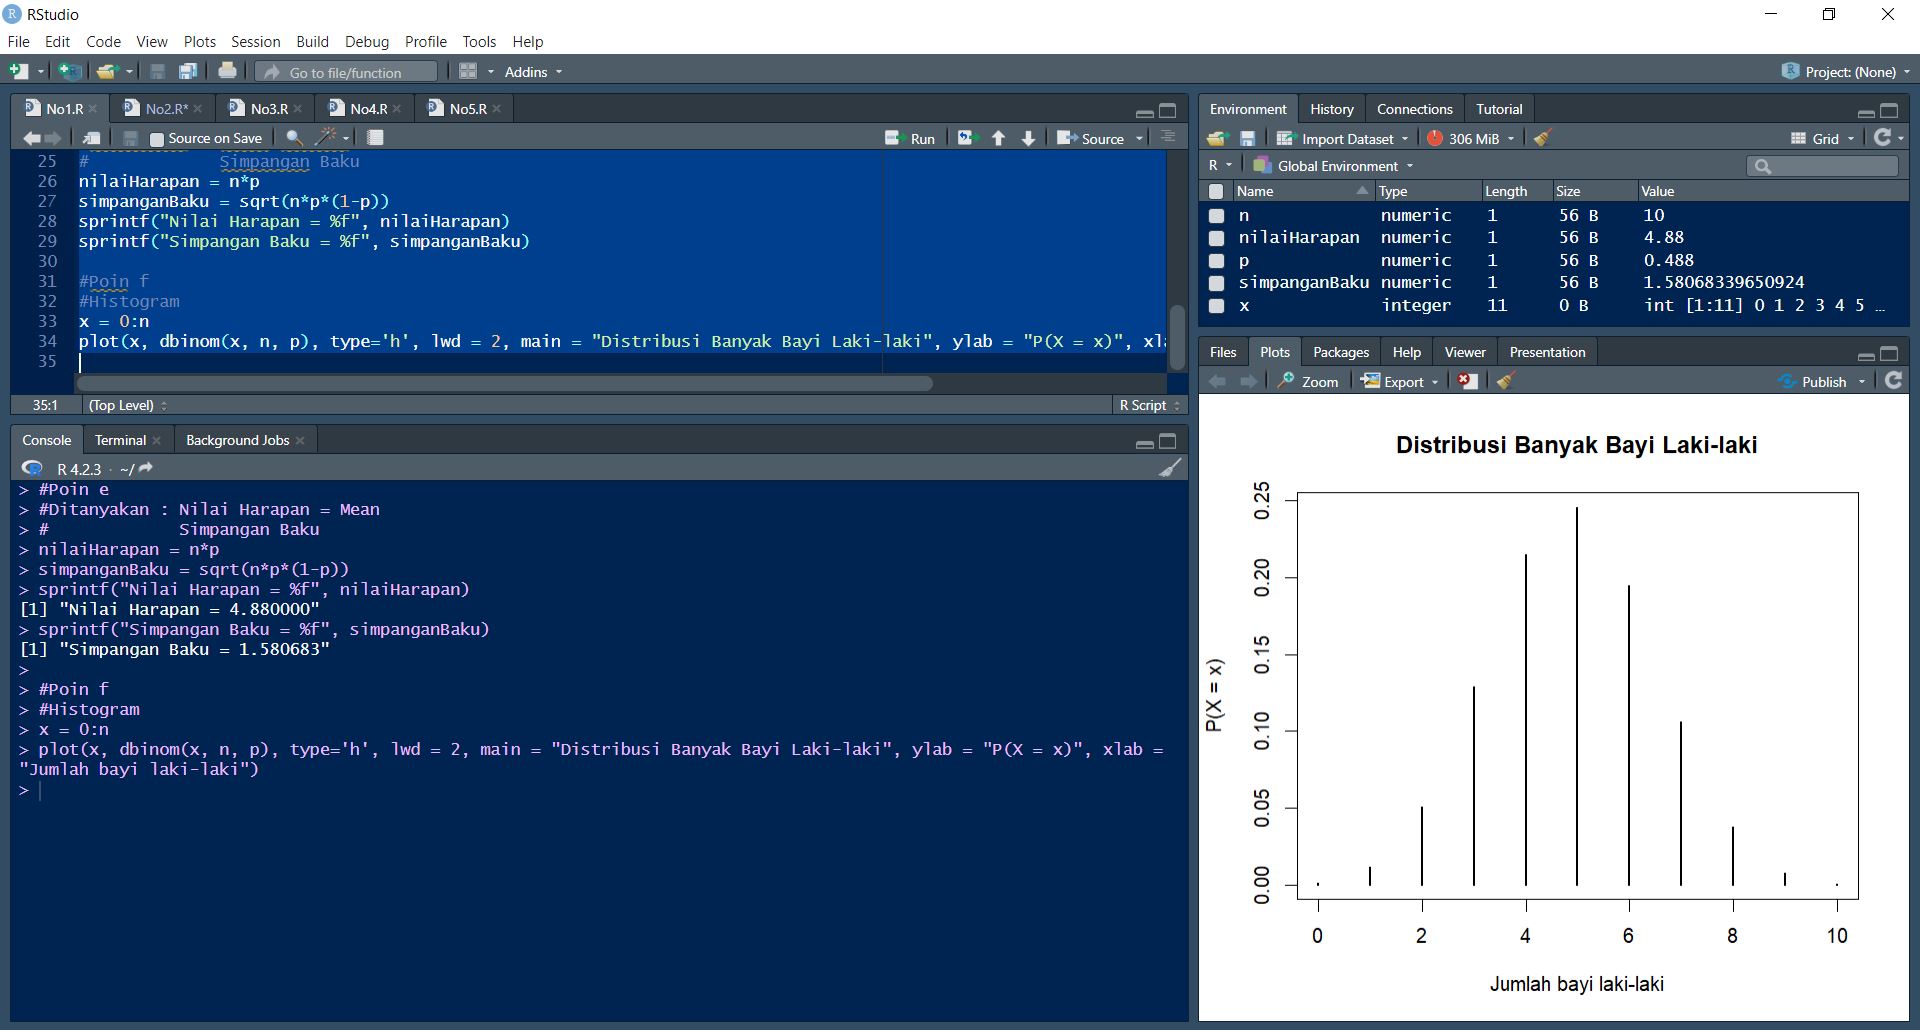 RStudio
File Edit Code View Plots Session Build Debug Profile Tools Help
Go to file/function Addins Project: (None)
No1.R No2.R* No3.R No4.R No5.R
Source on Save Run Source
25 # Simpangan Baku
26 nilaiHarapan = n*p
27 simpanganBaku = sqrt(n*p*(1-p))
28 sprintf("Nilai Harapan = %f", nilaiHarapan)
29 sprintf("Simpangan Baku = %f", simpanganBaku)
30
31 #Poin f
32 #Histogram
33 x = 0:n
34 plot(x, dbinom(x, n, p), type='h', lwd = 2, main = "Distribusi Banyak Bayi Laki-laki", ylab = "P(X = x)", xl
35
35:1 (Top Level) R Script
Console Terminal Background Jobs
R 4.2.3 · ~/
> #Poin e
> #Ditanyakan : Nilai Harapan = Mean
> # Simpangan Baku
> nilaiHarapan = n*p
> simpanganBaku = sqrt(n*p*(1-p))
> sprintf("Nilai Harapan = %f", nilaiHarapan)
[1] "Nilai Harapan = 4.880000"
> sprintf("Simpangan Baku = %f", simpanganBaku)
[1] "Simpangan Baku = 1.580683"
>
> #Poin f
> #Histogram
> x = 0:n
> plot(x, dbinom(x, n, p), type='h', lwd = 2, main = "Distribusi Banyak Bayi Laki-laki", ylab = "P(X = x)", xlab =
"Jumlah bayi laki-laki")
>
Environment History Connections Tutorial
Import Dataset 306 MiB Grid
R Global Environment
Name Type Length Size Value
n numeric 1 56 B 10
nilaiHarapan numeric 1 56 B 4.88
p numeric 1 56 B 0.488
simpanganBaku numeric 1 56 B 1.58068339650924
x integer 11 0 B int [1:11] 0 1 2 3 4 5 ...
Files Plots Packages Help Viewer Presentation
Zoom Export Publish
Distribusi Banyak Bayi Laki-laki
P(X = x)
0.25
0.20
0.15
0.10
0.05
0.00
0 2 4 6 8 10
Jumlah bayi laki-laki